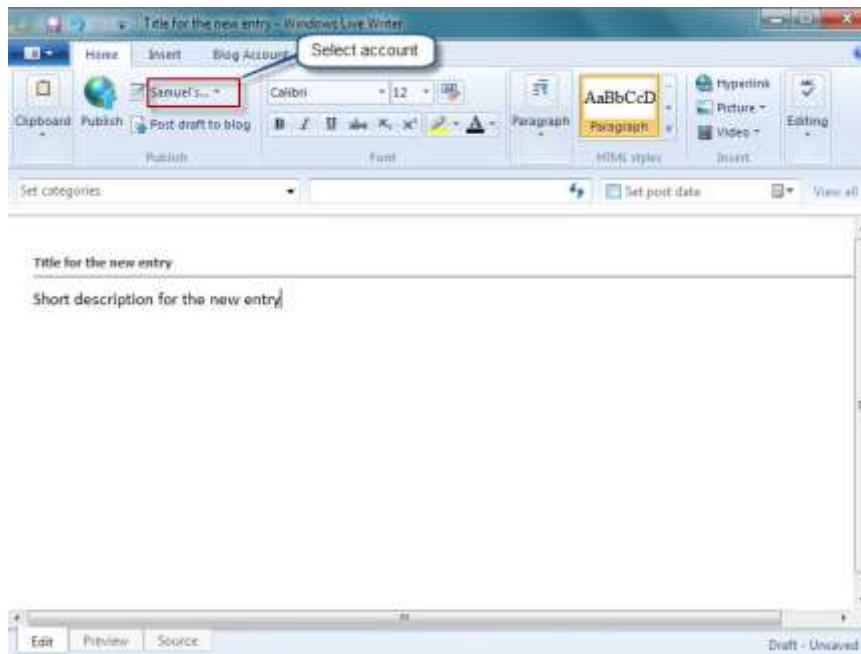 Title for the new entry - Windows Live Writer
Home Insert Blog Account
Select account
Clipboard
Publish
Samuel's...
Post draft to blog
Publish
Calibri 12
B I U abc X₂ X² A
Font
Paragraph
AaBbCcD
Paragraph
HTML styles
Hyperlink
Picture
Video
Insert
Editing
Set categories
Set post date
View all
Title for the new entry
Short description for the new entry
Edit Preview Source
Draft - Unsaved